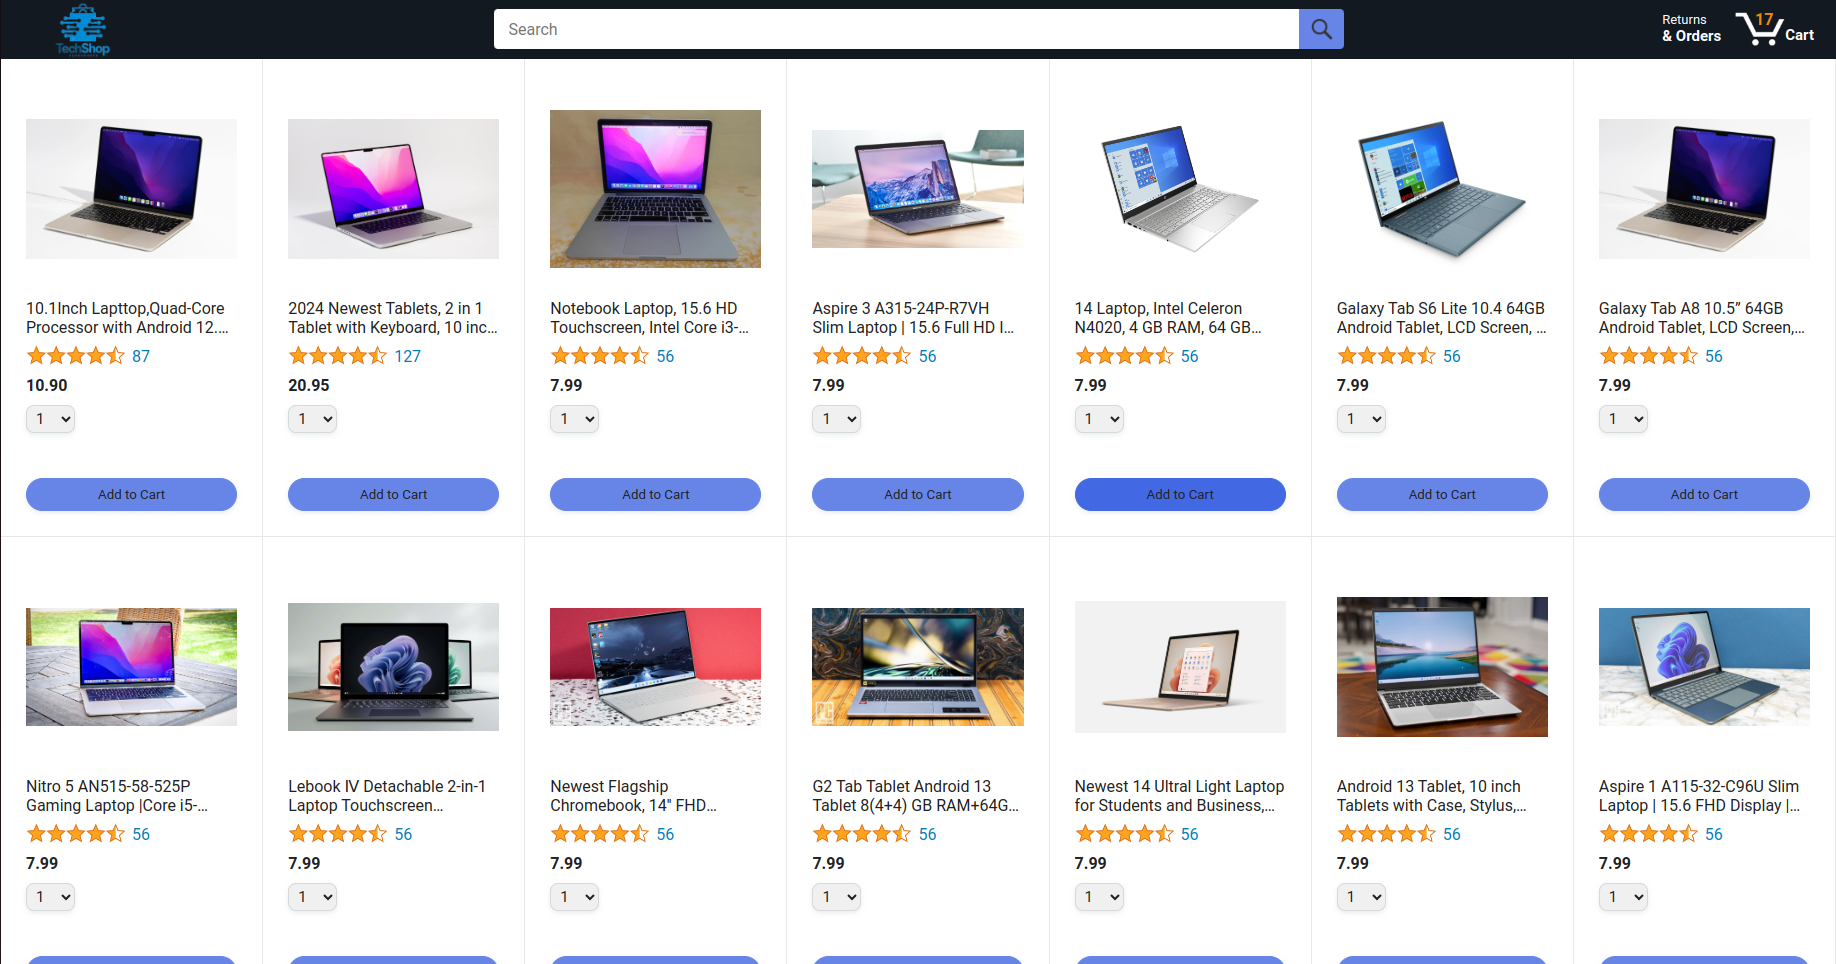 TechShop
Search
Returns
& Orders
17
Cart
10.1Inch Lapttop,Quad-Core
Processor with Android 12....
87
10.90
1
Add to Cart
2024 Newest Tablets, 2 in 1
Tablet with Keyboard, 10 inc...
127
20.95
1
Add to Cart
Notebook Laptop, 15.6 HD
Touchscreen, Intel Core i3-...
56
7.99
1
Add to Cart
Aspire 3 A315-24P-R7VH
Slim Laptop | 15.6 Full HD I...
56
7.99
1
Add to Cart
14 Laptop, Intel Celeron
N4020, 4 GB RAM, 64 GB...
56
7.99
1
Add to Cart
Galaxy Tab S6 Lite 10.4 64GB
Android Tablet, LCD Screen, ...
56
7.99
1
Add to Cart
Galaxy Tab A8 10.5” 64GB
Android Tablet, LCD Screen,...
56
7.99
1
Add to Cart
Nitro 5 AN515-58-525P
Gaming Laptop |Core i5-...
56
7.99
1
Lebook IV Detachable 2-in-1
Laptop Touchscreen...
56
7.99
1
Newest Flagship
Chromebook, 14'' FHD...
56
7.99
1
G2 Tab Tablet Android 13
Tablet 8(4+4) GB RAM+64G...
56
7.99
1
Newest 14 Ultral Light Laptop
for Students and Business,...
56
7.99
1
Android 13 Tablet, 10 inch
Tablets with Case, Stylus,...
56
7.99
1
Aspire 1 A115-32-C96U Slim
Laptop | 15.6 FHD Display |...
56
7.99
1